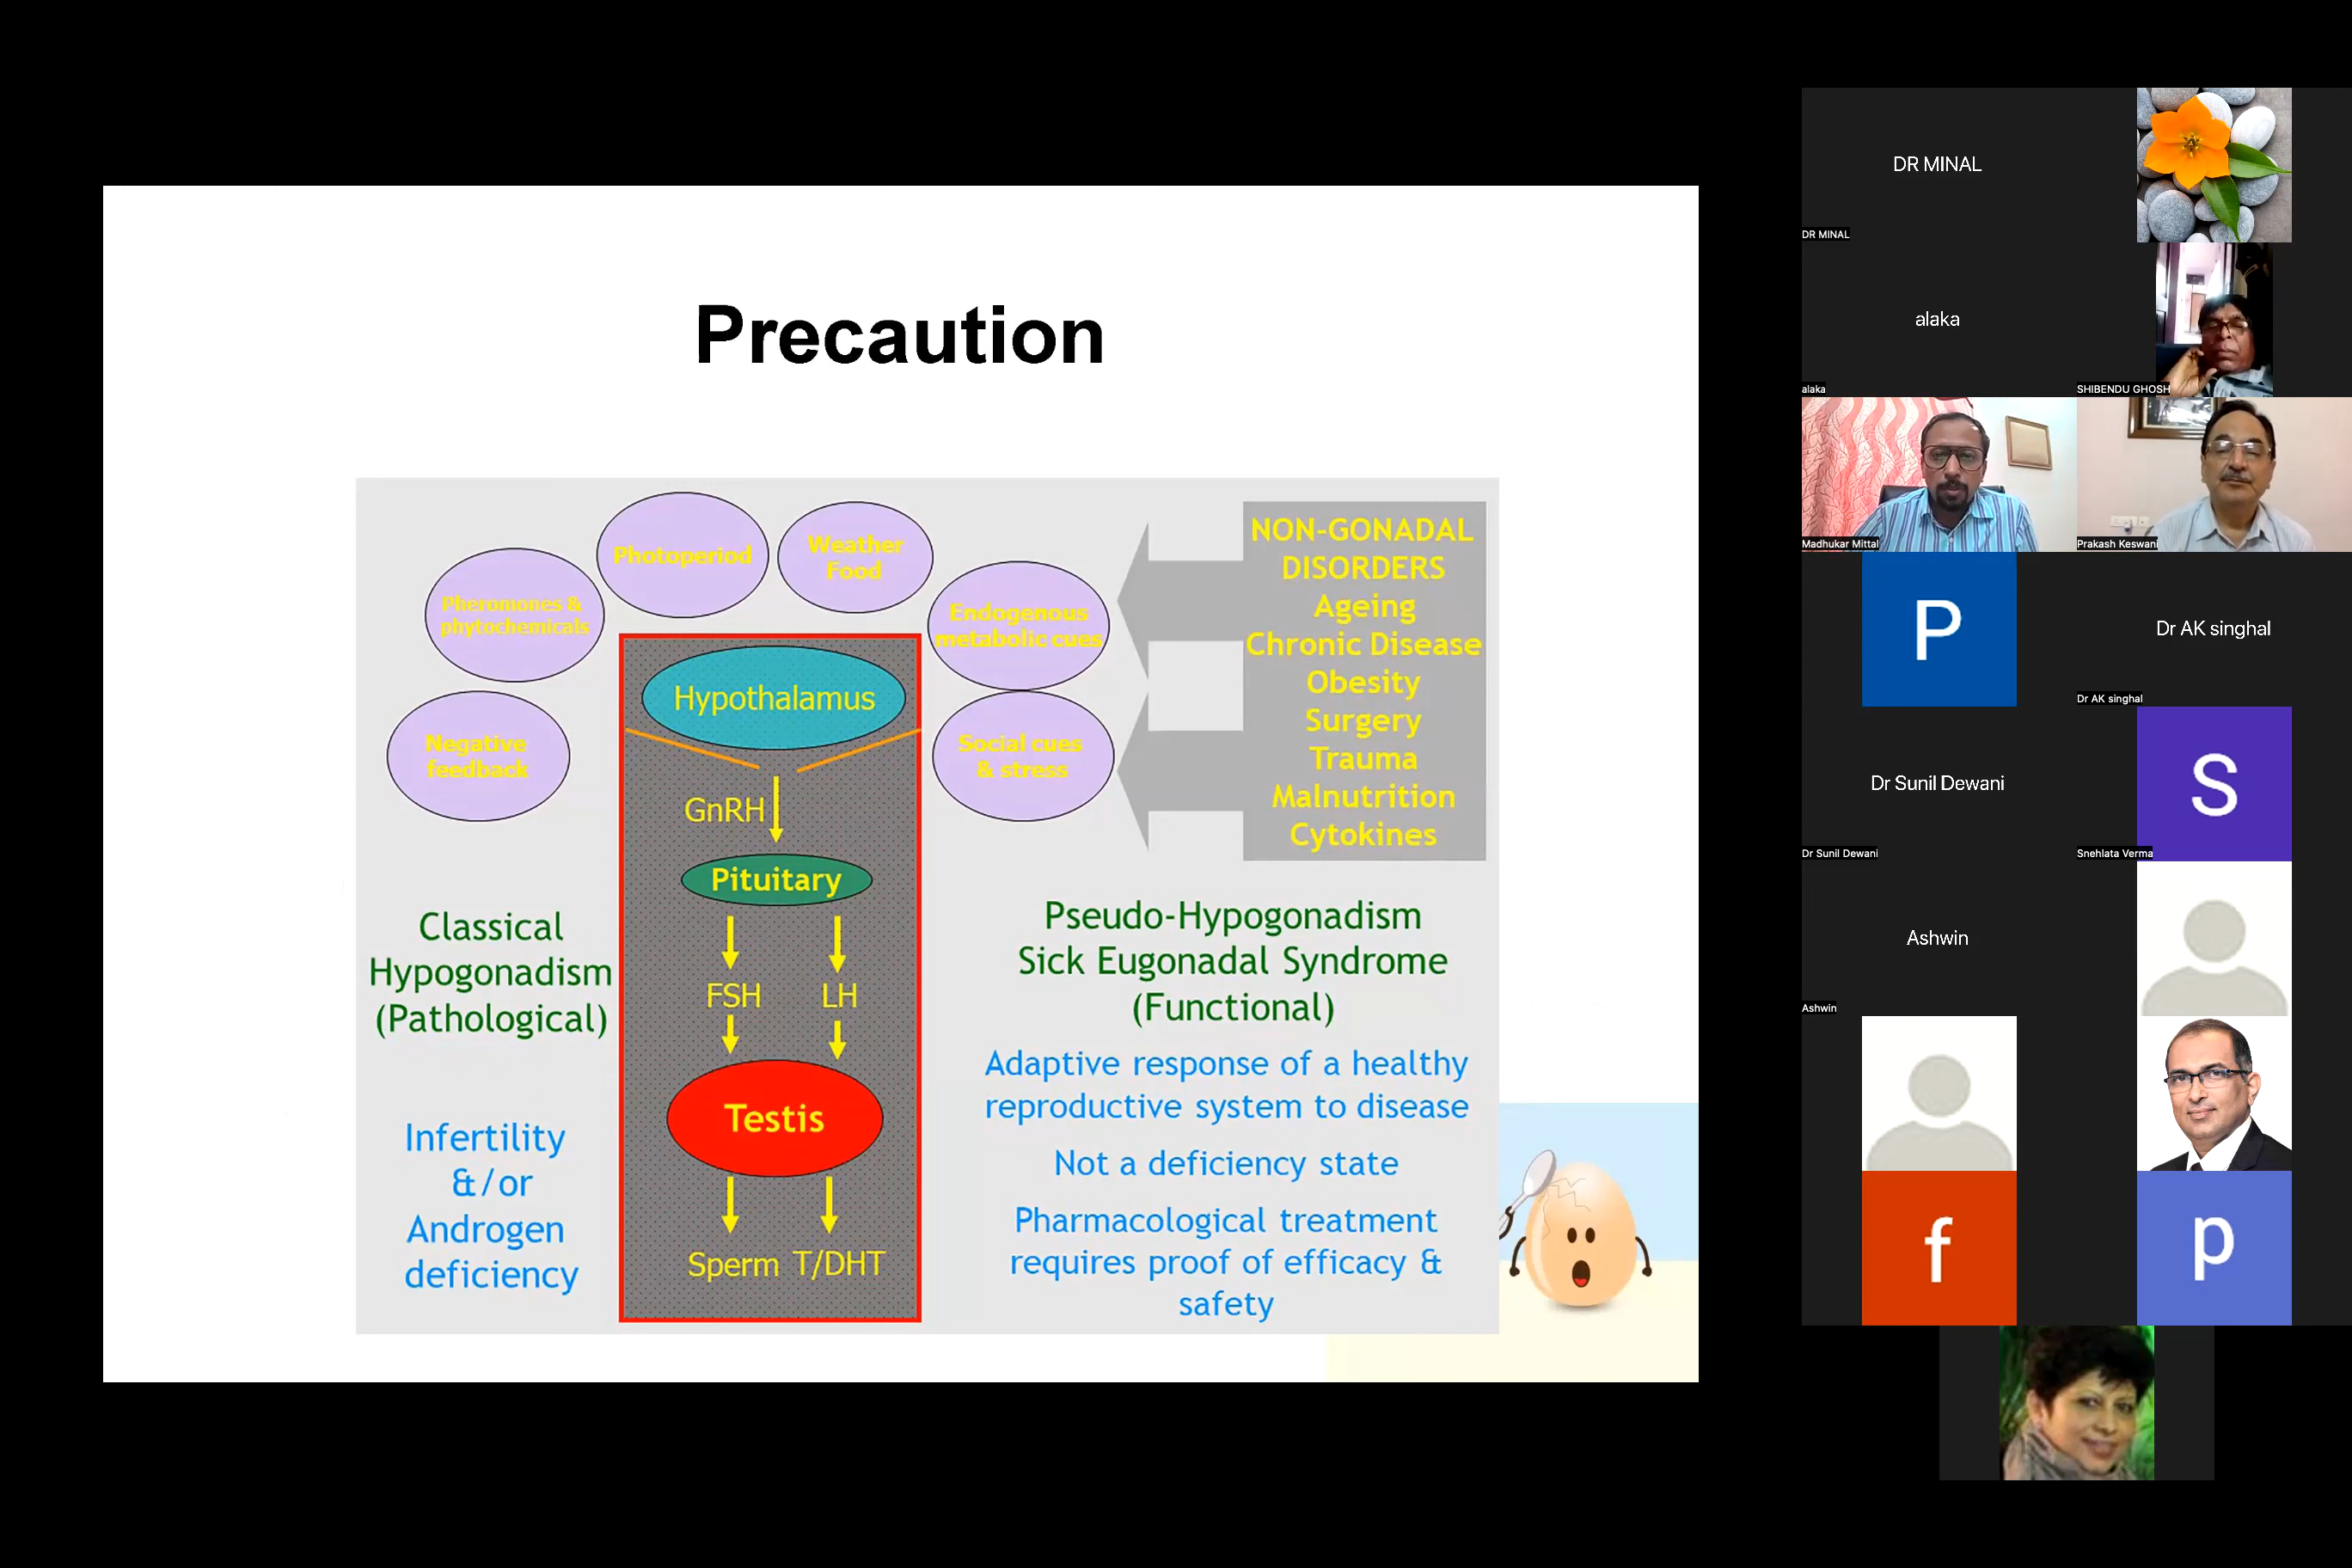 Precaution
Photoperiod
Weather
Food
Pheromones &
phytochemicals
Endogenous
metabolic cues
Negative
feedback
Social cues
& stress
NON-GONADAL
DISORDERS
Ageing
Chronic Disease
Obesity
Surgery
Trauma
Malnutrition
Cytokines
Hypothalamus
GnRH
Pituitary
FSH LH
Testis
Sperm T/DHT
Classical
Hypogonadism
(Pathological)
Infertility
&/or
Androgen
deficiency
Pseudo-Hypogonadism
Sick Eugonadal Syndrome
(Functional)
Adaptive response of a healthy
reproductive system to disease
Not a deficiency state
Pharmacological treatment
requires proof of efficacy &
safety
DR MINAL
DR MINAL
alaka
alaka
SHIBENDU GHOSH
Madhukar Mittal
Prakash Keswani
P
Dr AK singhal
Dr AK singhal
Dr Sunil Dewani
Dr Sunil Dewani
S
Snehlata Verma
Ashwin
Ashwin
f
p